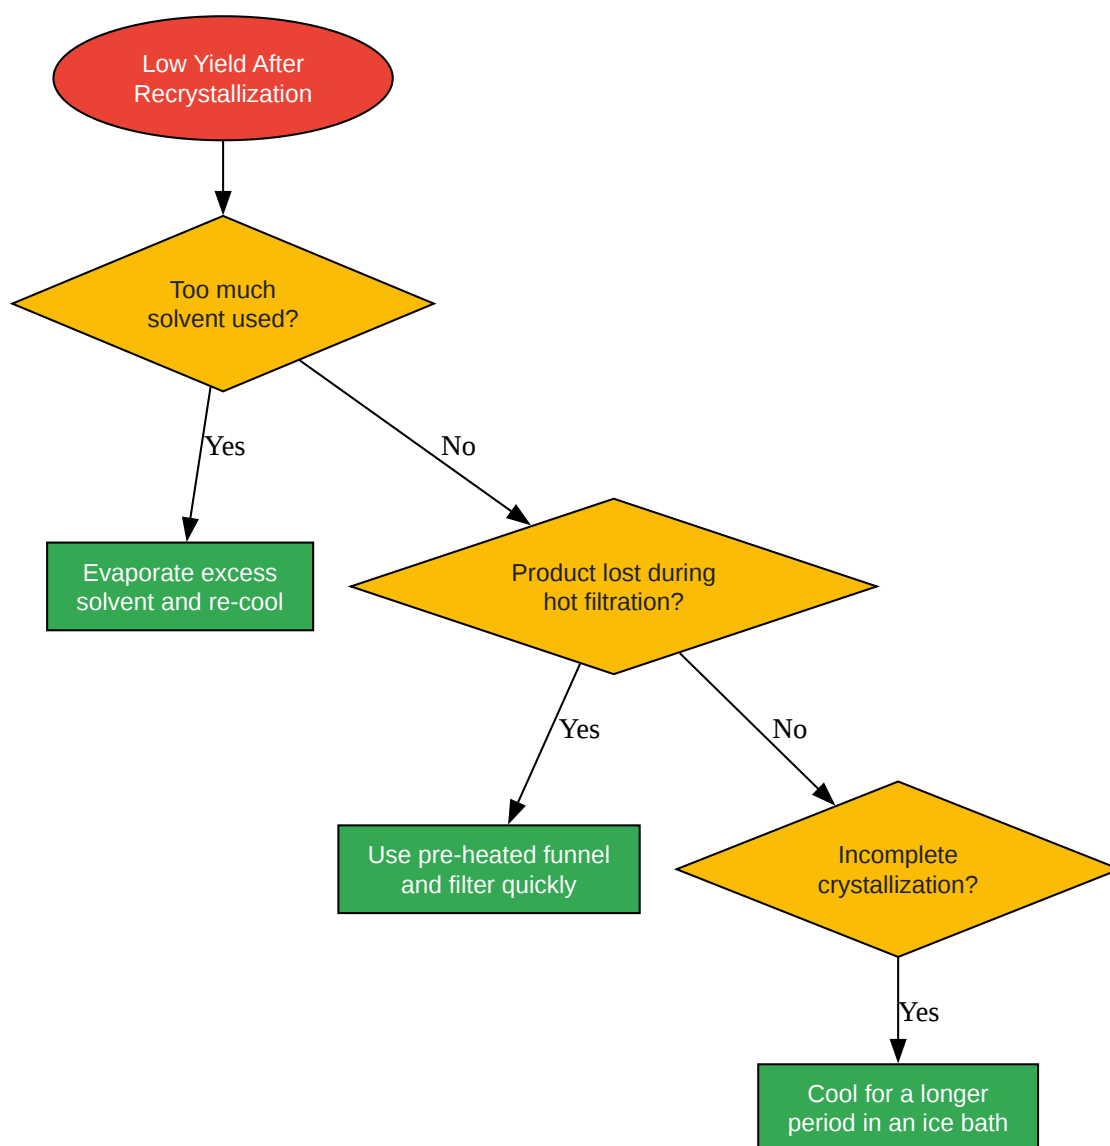 Low Yield After
Recrystallization
Too much
solvent used?
Yes
No
Evaporate excess
solvent and re-cool
Product lost during
hot filtration?
Yes
No
Use pre-heated funnel
and filter quickly
Incomplete
crystallization?
Yes
Cool for a longer
period in an ice bath